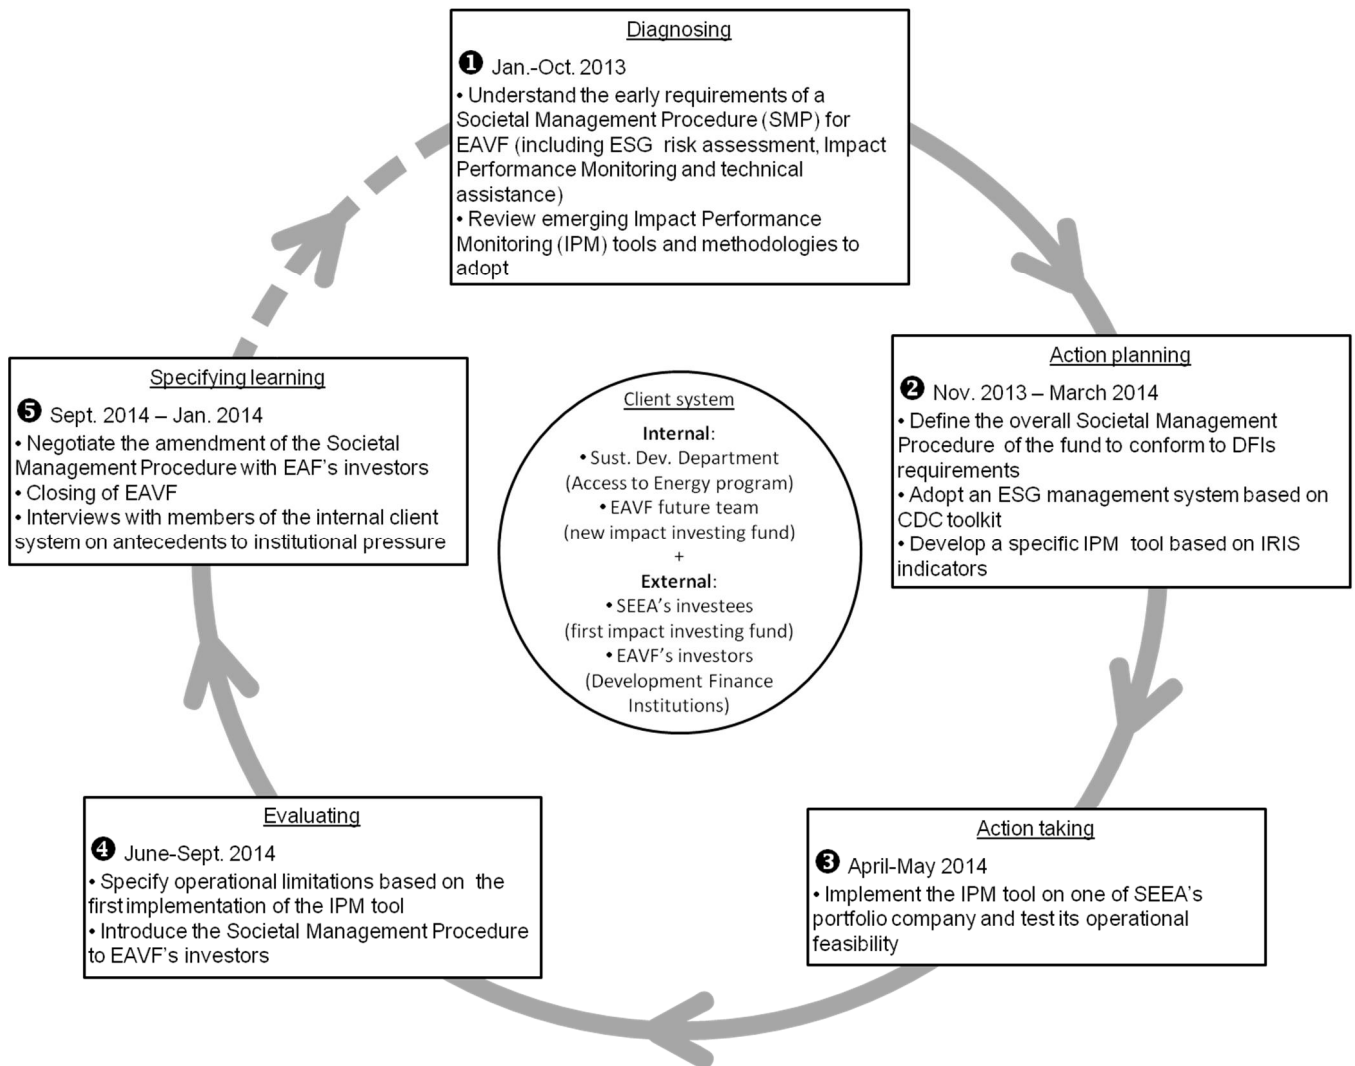 Diagnosing
❶ Jan.-Oct. 2013
• Understand the early requirements of a
Societal Management Procedure (SMP) for
EAVF (including ESG risk assessment, Impact
Performance Monitoring and technical
assistance)
• Review emerging Impact Performance
Monitoring (IPM) tools and methodologies to
adopt
Action planning
❷ Nov. 2013 – March 2014
• Define the overall Societal Management
Procedure of the fund to conform to DFIs
requirements
• Adopt an ESG management system based on
CDC toolkit
• Develop a specific IPM tool based on IRIS
indicators
Action taking
❸ April-May 2014
• Implement the IPM tool on one of SEEA's
portfolio company and test its operational
feasibility
Evaluating
❹ June-Sept. 2014
• Specify operational limitations based on the
first implementation of the IPM tool
• Introduce the Societal Management Procedure
to EAVF's investors
Specifying learning
❺ Sept. 2014 – Jan. 2014
• Negotiate the amendment of the Societal
Management Procedure with EAF's investors
• Closing of EAVF
• Interviews with members of the internal client
system on antecedents to institutional pressure
Client system
Internal:
• Sust. Dev. Department
(Access to Energy program)
• EAVF future team
(new impact investing fund)
+
External:
• SEEA's investees
(first impact investing fund)
• EAVF's investors
(Development Finance
Institutions)